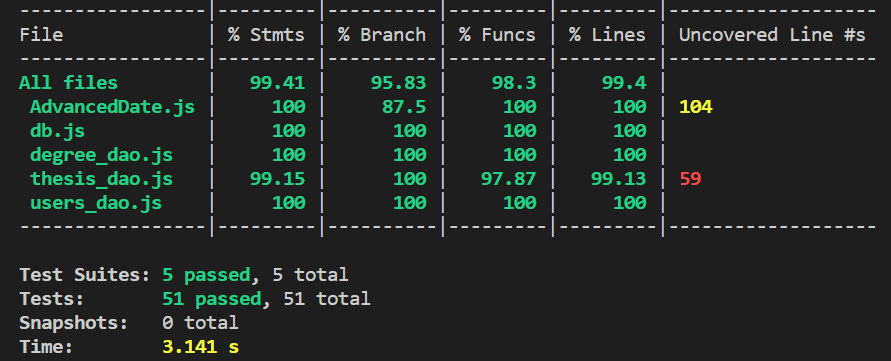 -----------------|---------|----------|---------|---------|-------------------
File             | % Stmts | % Branch | % Funcs | % Lines | Uncovered Line #s
-----------------|---------|----------|---------|---------|-------------------
All files        |   99.41 |    95.83 |    98.3 |    99.4 |
 AdvancedDate.js |     100 |     87.5 |     100 |     100 | 104
 db.js           |     100 |      100 |     100 |     100 |
 degree_dao.js   |     100 |      100 |     100 |     100 |
 thesis_dao.js   |   99.15 |      100 |   97.87 |   99.13 | 59
 users_dao.js    |     100 |      100 |     100 |     100 |
-----------------|---------|----------|---------|---------|-------------------
Test Suites: 5 passed, 5 total
Tests:       51 passed, 51 total
Snapshots:   0 total
Time:        3.141 s